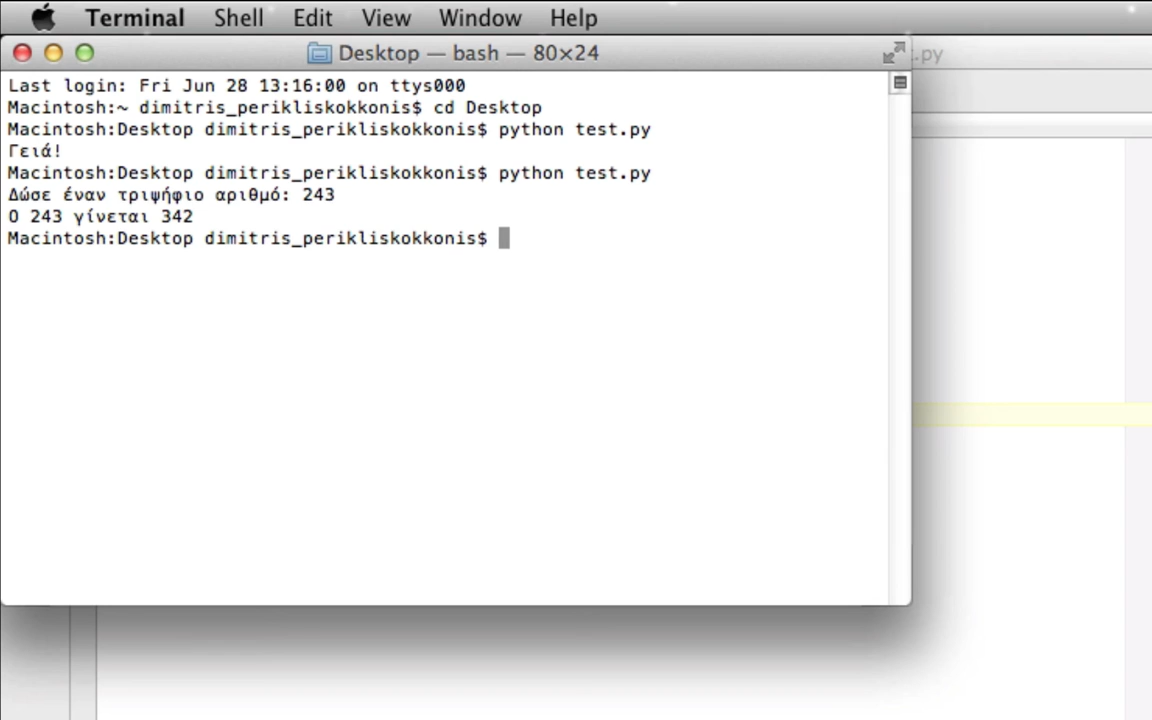 Terminal Shell Edit View Window Help
Desktop — bash — 80×24
.py
Last login: Fri Jun 28 13:16:00 on ttys000
Macintosh:~ dimitris_perikliskokkonis$ cd Desktop
Macintosh:Desktop dimitris_perikliskokkonis$ python test.py
Γειά!
Macintosh:Desktop dimitris_perikliskokkonis$ python test.py
Δώσε έναν τριψήφιο αριθμό: 243
Ο 243 γίνεται 342
Macintosh:Desktop dimitris_perikliskokkonis$